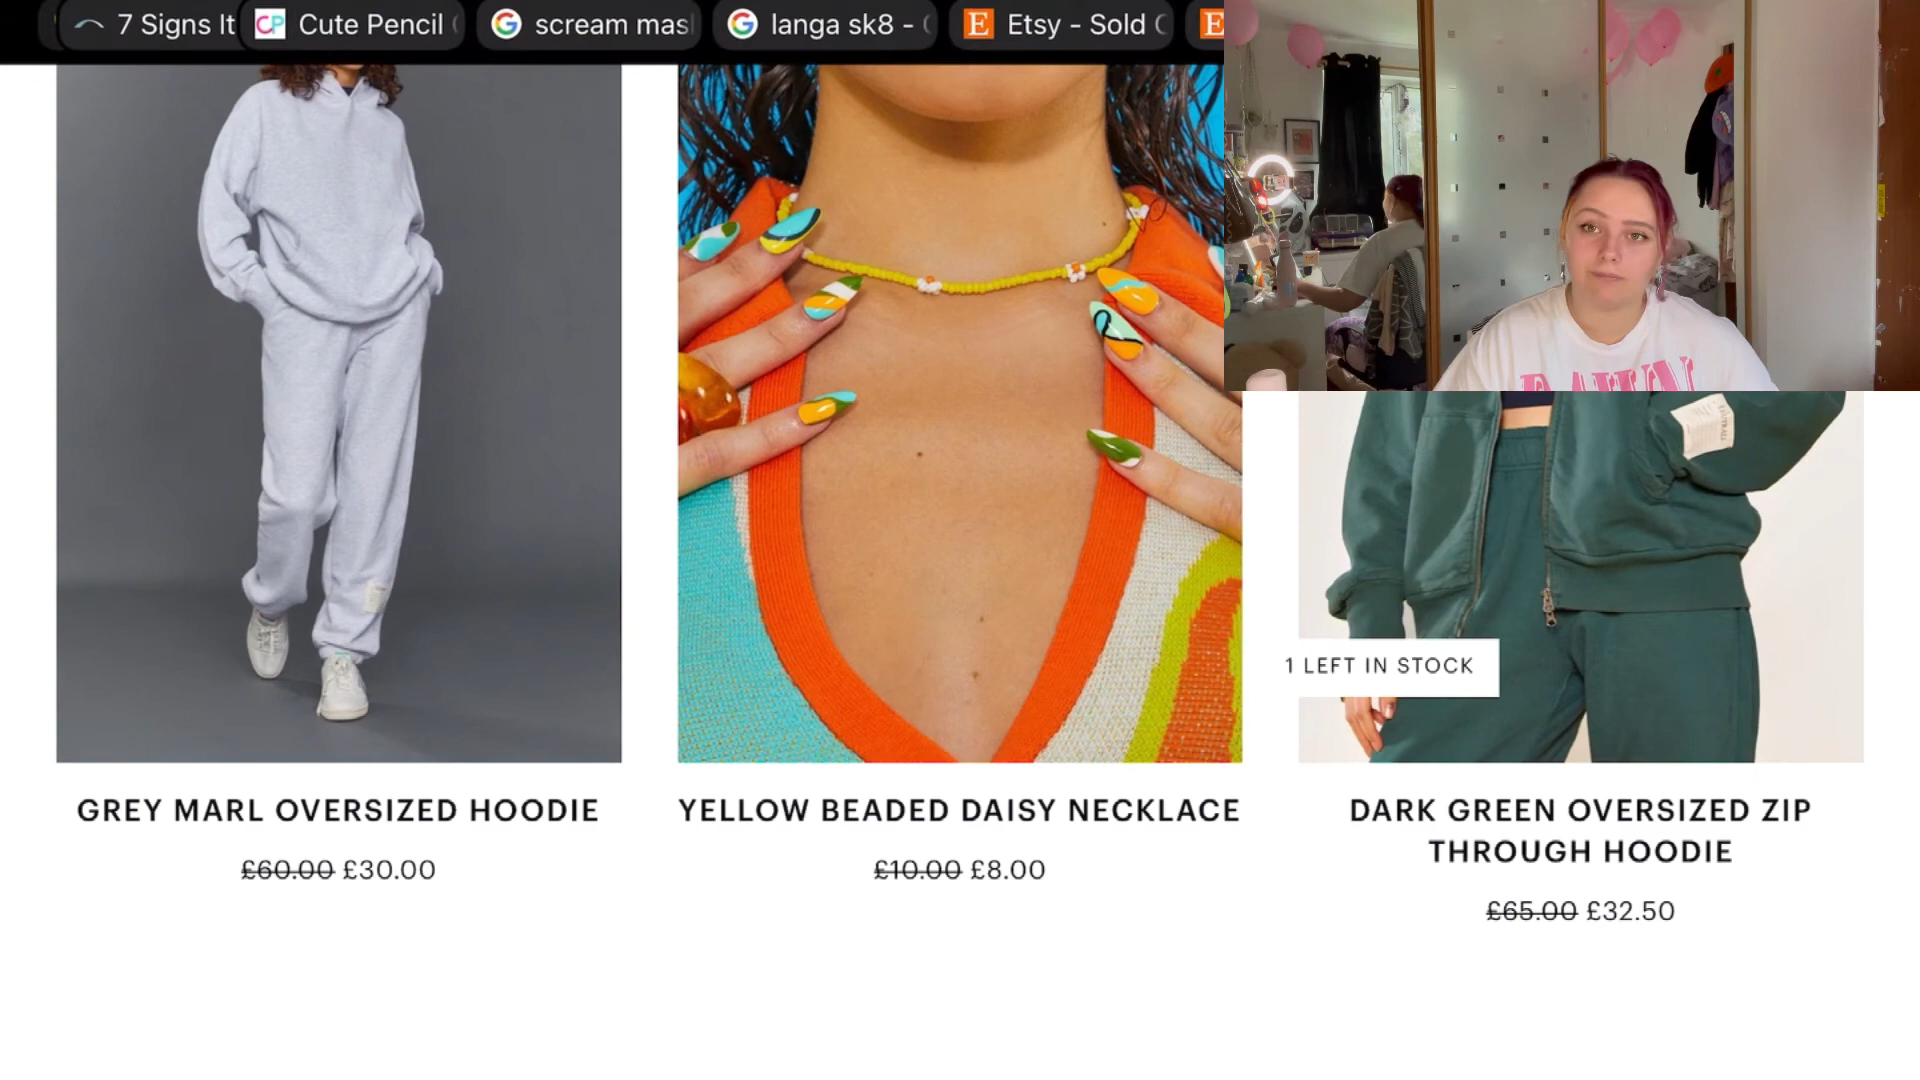 7 Signs It
CP Cute Pencil
scream mas
langa sk8 -
E Etsy - Sold
E
1 LEFT IN STOCK
GREY MARL OVERSIZED HOODIE
£60.00 £30.00
YELLOW BEADED DAISY NECKLACE
£10.00 £8.00
DARK GREEN OVERSIZED ZIP
THROUGH HOODIE
£65.00 £32.50